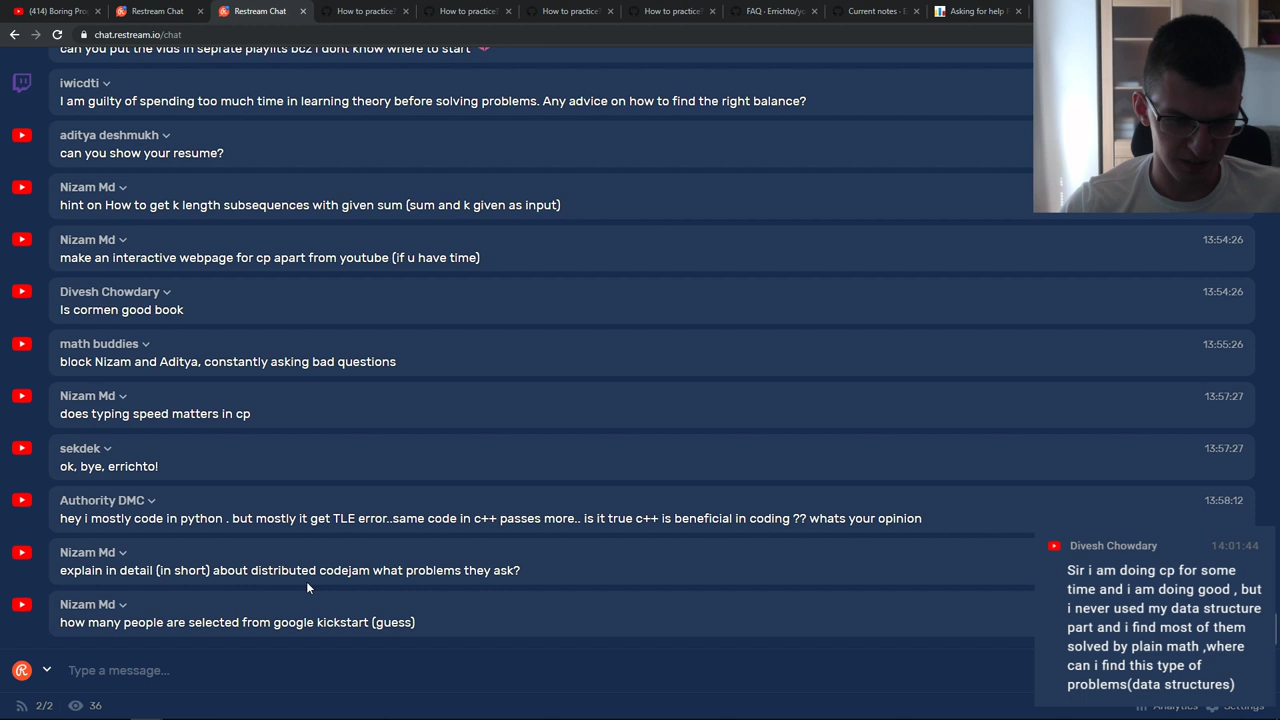 (414) Boring Pro
Restream Chat
Restream Chat
How to practice?
How to practice?
How to practice?
How to practice?
FAQ · Errichto/yo
Current notes · E
Asking for help
chat.restream.io/chat
can you put the vids in seprate playlits bcz i dont know where to start
iwicdti
I am guilty of spending too much time in learning theory before solving problems. Any advice on how to find the right balance?
aditya deshmukh
can you show your resume?
Nizam Md
hint on How to get k length subsequences with given sum (sum and k given as input)
Nizam Md
13:54:26
make an interactive webpage for cp apart from youtube (if u have time)
Divesh Chowdary
13:54:26
Is cormen good book
math buddies
13:55:26
block Nizam and Aditya, constantly asking bad questions
Nizam Md
13:57:27
does typing speed matters in cp
sekdek
13:57:27
ok, bye, errichto!
Authority DMC
13:58:12
hey i mostly code in python . but mostly it get TLE error..same code in c++ passes more.. is it true c++ is beneficial in coding ?? whats your opinion
Nizam Md
explain in detail (in short) about distributed codejam what problems they ask?
Nizam Md
how many people are selected from google kickstart (guess)
Divesh Chowdary
14:01:44
Sir i am doing cp for some
time and i am doing good , but
i never used my data structure
part and i find most of them
solved by plain math ,where
can i find this type of
problems(data structures)
Type a message...
2/2
36
Analytics
Settings